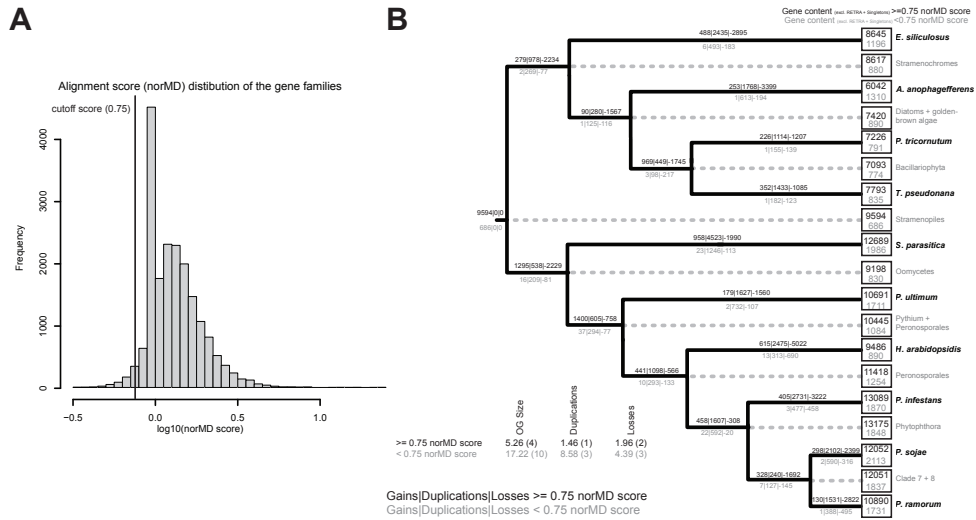 A
Alignment score (norMD) distibution of the gene families
cutoff score (0.75)
Frequency
0
1000
2000
3000
4000
−0.5
0.0
0.5
1.0
log10(norMD score)
B
Gene content (excl. RETRA + Singletons) >=0.75 norMD score
Gene content (excl. RETRA + Singletons) <0.75 norMD score
488|2435|-2895
6|493|-183
8645
1196
E. siliculosus
279|978|-2234
2|269|-77
8617
880
Stramenochromes
253|1768|-3399
1|613|-194
6042
1310
A. anophagefferens
90|280|-1567
1|125|-116
7420
890
Diatoms + golden-
brown algae
226|1114|-1207
1|155|-139
7226
791
P. tricornutum
969|449|-1745
3|98|-217
7093
774
Bacillariophyta
352|1433|-1085
1|182|-123
7793
835
T. pseudonana
9594|0|0
686|0|0
9594
686
Stramenopiles
958|4523|-1990
23|1246|-113
12689
1986
S. parasitica
1295|538|-2229
16|209|-81
9198
830
Oomycetes
179|1627|-1560
2|732|-107
10691
1711
P. ultimum
1400|605|-758
37|294|-77
10445
1084
Pythium +
Peronosporales
615|2475|-5022
13|313|-690
9486
890
H. arabidopsidis
441|1098|-566
10|293|-133
11418
1254
Peronosporales
405|2731|-3222
3|477|-458
13089
1870
P. infestans
458|1607|-308
22|592|-20
13175
1848
Phytophthora
298|2102|-2399
2|590|-316
12052
2113
P. sojae
328|240|-1692
7|127|-145
12051
1837
Clade 7 + 8
130|1531|-2822
1|388|-495
10890
1731
P. ramorum
OG Size
Duplications
Losses
>= 0.75 norMD score 5.26 (4) 1.46 (1) 1.96 (2)
< 0.75 norMD score 17.22 (10) 8.58 (3) 4.39 (3)
Gains|Duplications|Losses >= 0.75 norMD score
Gains|Duplications|Losses < 0.75 norMD score